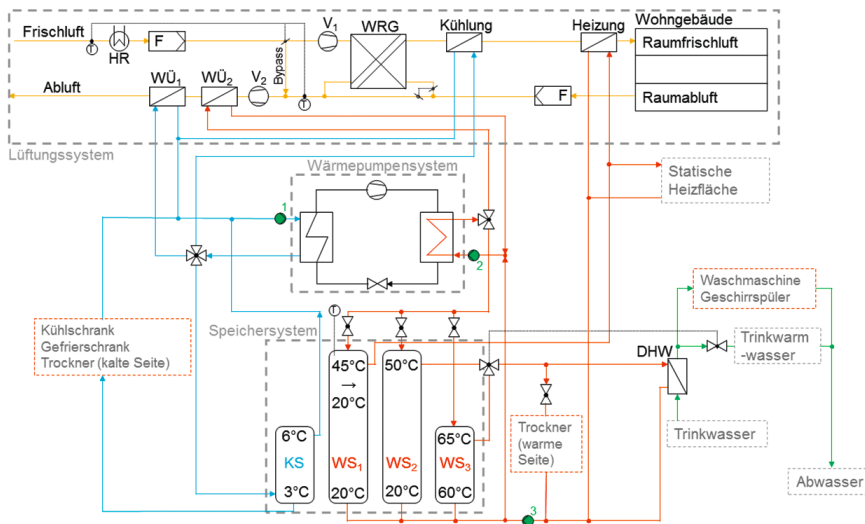 Frischluft
HR
F
Bypass
V1
WRG
Kühlung
Heizung
Wohngebäude
Raumfrischluft
Abluft
WÜ1
WÜ2
V2
T
T
F
Raumabluft
Lüftungssystem
Wärmepumpensystem
Statische
Heizfläche
1
2
Waschmaschine
Geschirrspüler
Speichersystem
T
Kühlschrank
Gefrierschrank
Trockner (kalte Seite)
Trinkwarm
-wasser
DHW
45°C
→
20°C
50°C
6°C
KS
3°C
WS1
20°C
WS2
20°C
65°C
WS3
60°C
Trockner
(warme
Seite)
Trinkwasser
Abwasser
3